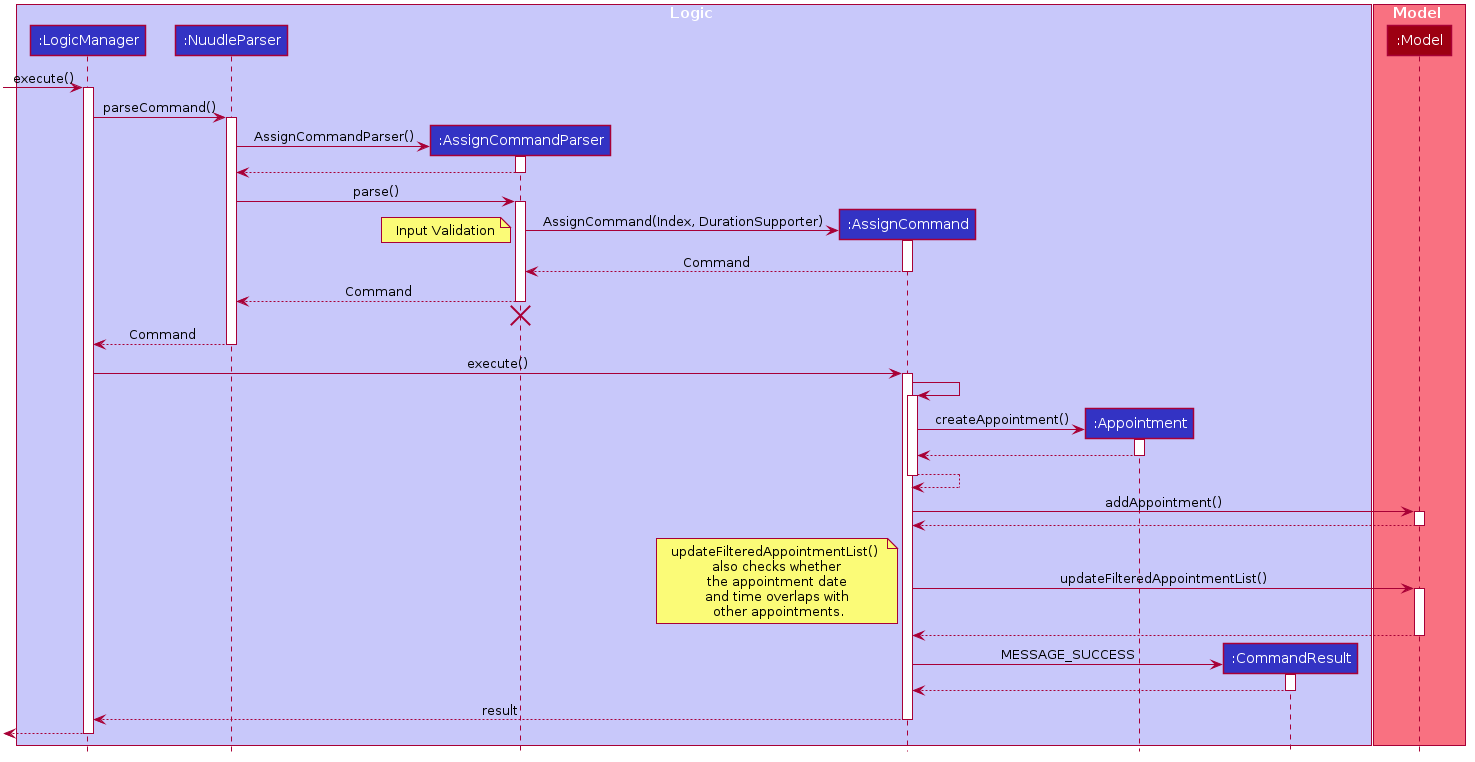 Logic
Model
:LogicManager
:NuudleParser
:Model
execute()
parseCommand()
AssignCommandParser()
:AssignCommandParser
parse()
Input Validation
AssignCommand(Index, DurationSupporter)
:AssignCommand
Command
Command
Command
execute()
createAppointment()
:Appointment
addAppointment()
updateFilteredAppointmentList()
also checks whether
the appointment date
and time overlaps with
other appointments.
updateFilteredAppointmentList()
MESSAGE_SUCCESS
:CommandResult
result